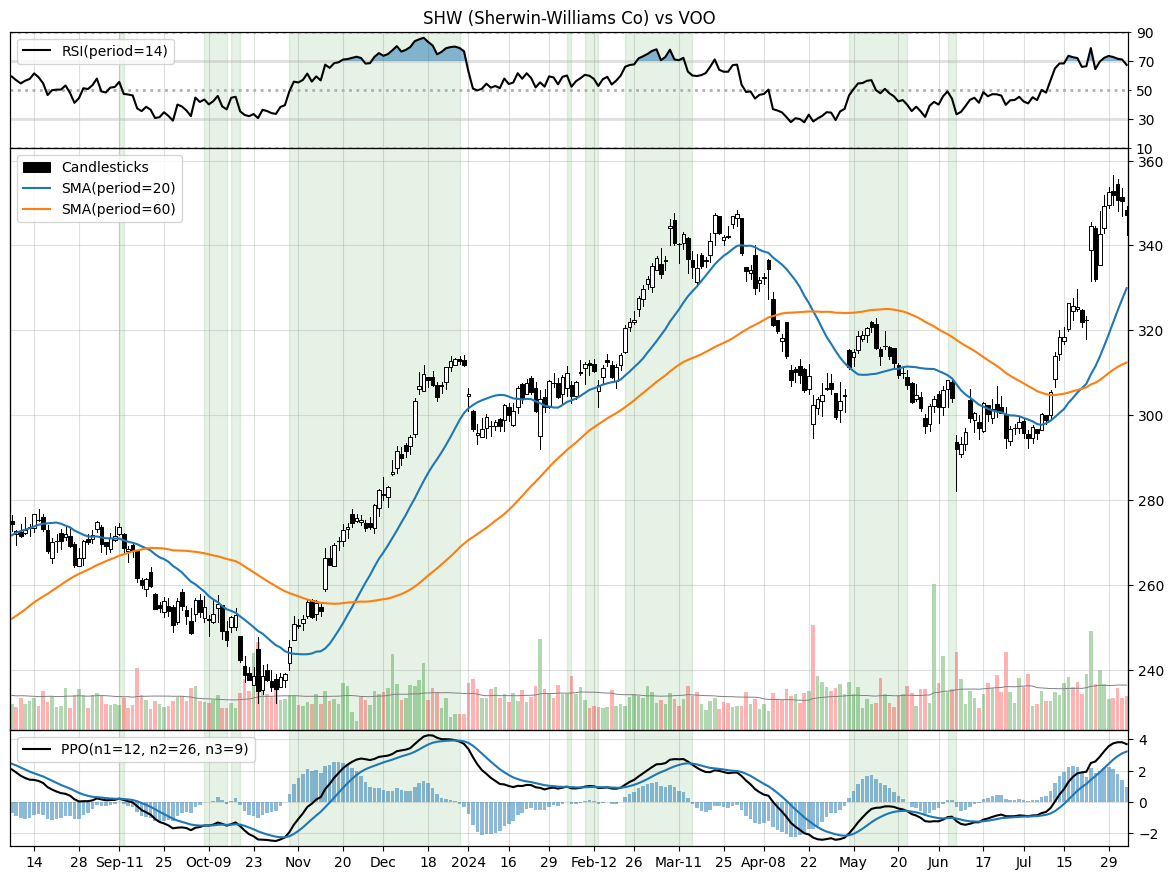 SHW (Sherwin-Williams Co) vs VOO
RSI(period=14)
90
70
50
30
10
Candlesticks
SMA(period=20)
SMA(period=60)
360
340
320
300
280
260
240
PPO(n1=12, n2=26, n3=9)
4
2
0
−2
14 28 Sep-11 25 Oct-09 23 Nov 20 Dec 18 2024 16 29 Feb-12 26 Mar-11 25 Apr-08 22 May 20 Jun 17 Jul 15 29